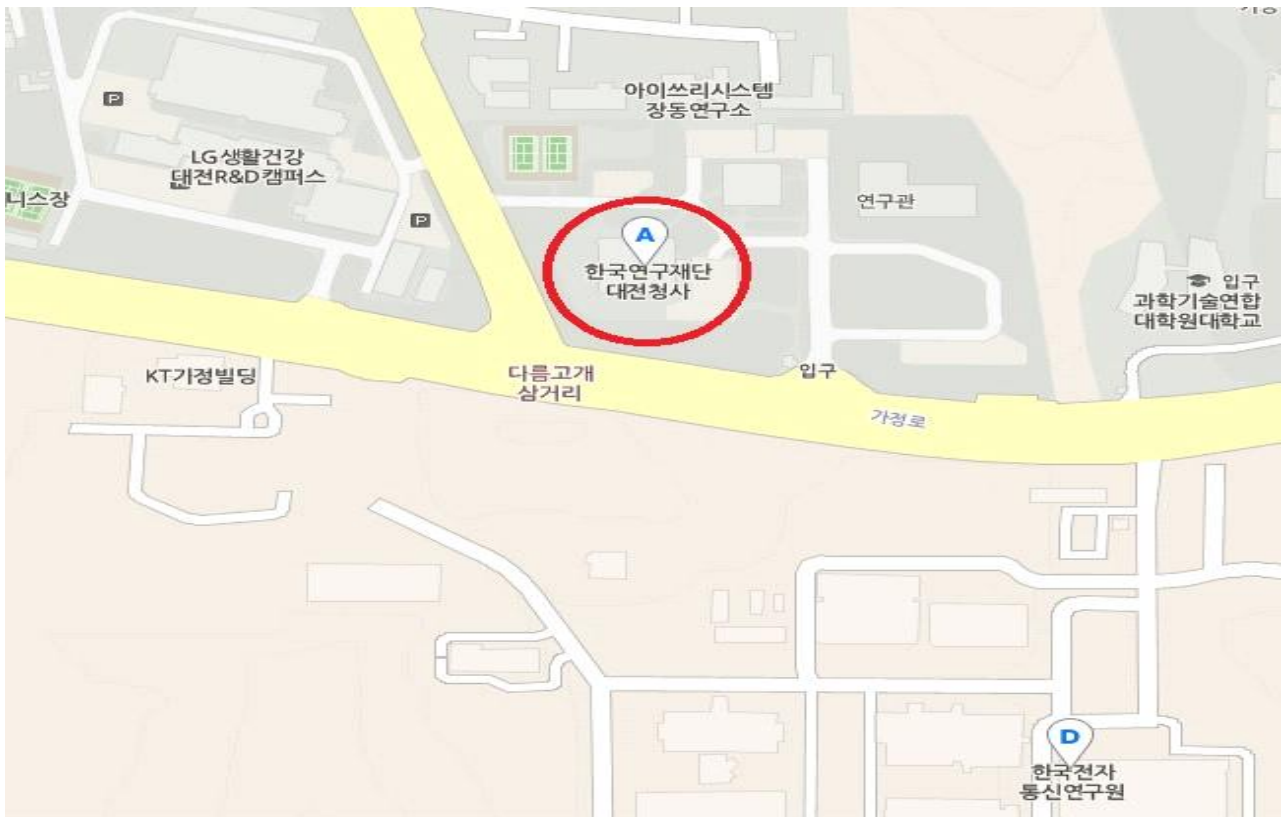 아이쓰리시스템
장동연구소
P
LG생활건강
대전R&D캠퍼스
니스장
연구관
P
A
한국연구재단
대전청사
입구
과학기술연합
대학원대학교
KT가정빌딩
다름고개
삼거리
입구
가정로
D
한국전자
통신연구원